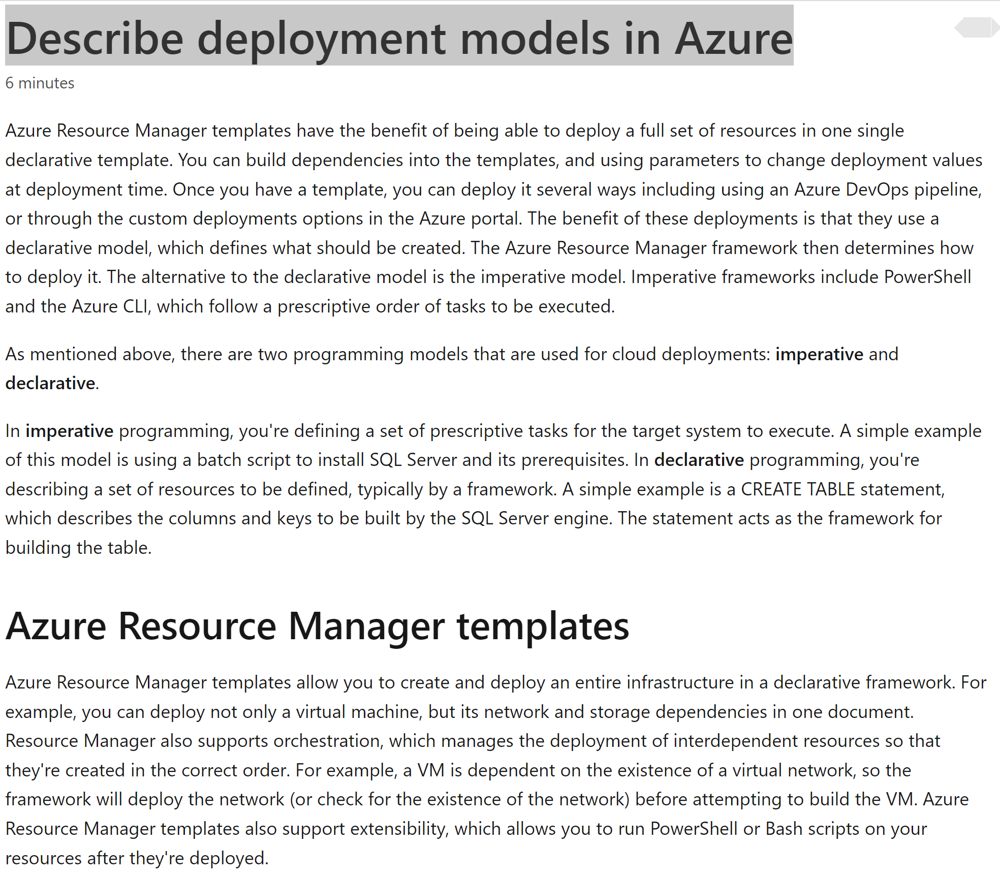 Describe deployment models in Azure
6 minutes
Azure Resource Manager templates have the benefit of being able to deploy a full set of resources in one single
declarative template. You can build dependencies into the templates, and using parameters to change deployment values
at deployment time. Once you have a template, you can deploy it several ways including using an Azure DevOps pipeline,
or through the custom deployments options in the Azure portal. The benefit of these deployments is that they use a
declarative model, which defines what should be created. The Azure Resource Manager framework then determines how
to deploy it. The alternative to the declarative model is the imperative model. Imperative frameworks include PowerShell
and the Azure CLI, which follow a prescriptive order of tasks to be executed.
As mentioned above, there are two programming models that are used for cloud deployments: imperative and
declarative.
In imperative programming, you're defining a set of prescriptive tasks for the target system to execute. A simple example
of this model is using a batch script to install SQL Server and its prerequisites. In declarative programming, you're
describing a set of resources to be defined, typically by a framework. A simple example is a CREATE TABLE statement,
which describes the columns and keys to be built by the SQL Server engine. The statement acts as the framework for
building the table.
Azure Resource Manager templates
Azure Resource Manager templates allow you to create and deploy an entire infrastructure in a declarative framework. For
example, you can deploy not only a virtual machine, but its network and storage dependencies in one document.
Resource Manager also supports orchestration, which manages the deployment of interdependent resources so that
they're created in the correct order. For example, a VM is dependent on the existence of a virtual network, so the
framework will deploy the network (or check for the existence of the network) before attempting to build the VM. Azure
Resource Manager templates also support extensibility, which allows you to run PowerShell or Bash scripts on your
resources after they're deployed.